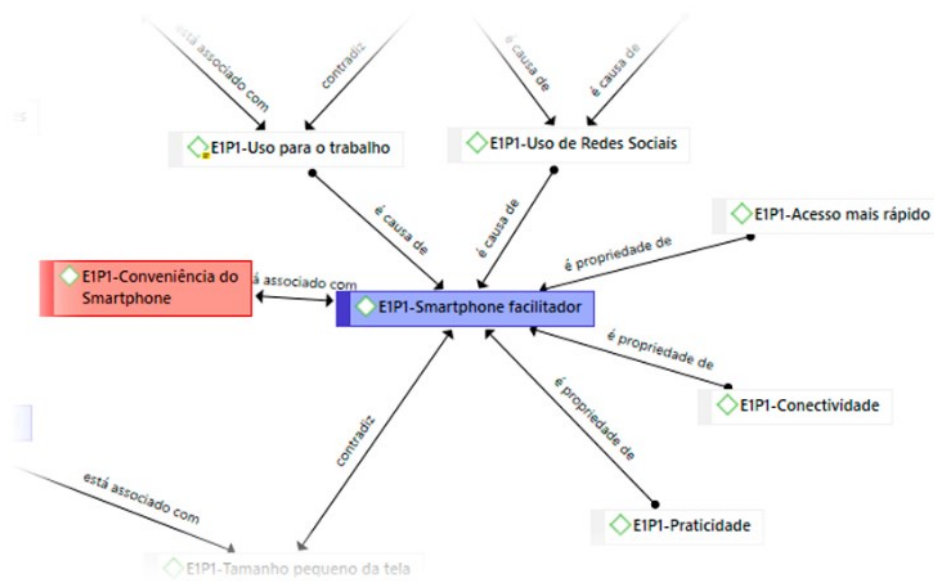 está associado com
contradiz
é causa de
é causa de
E1P1-Uso para o trabalho
E1P1-Uso de Redes Sociais
é causa de
é causa de
E1P1-Acesso mais rápido
é propriedade de
E1P1-Conveniência do
Smartphone
á associado com
E1P1-Smartphone facilitador
é propriedade de
E1P1-Conectividade
é propriedade de
contradiz
está associado com
E1P1-Praticidade
E1P1-Tamanho pequeno da tela